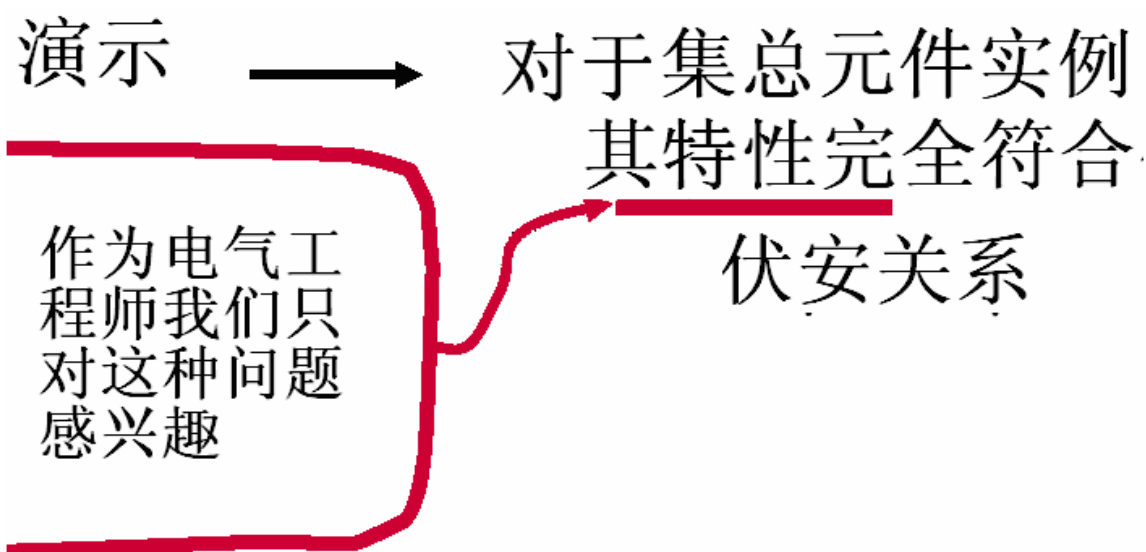 演示
对于集总元件实例
其特性完全符合
伏安关系
作为电气工
程师我们只
对这种问题
感兴趣